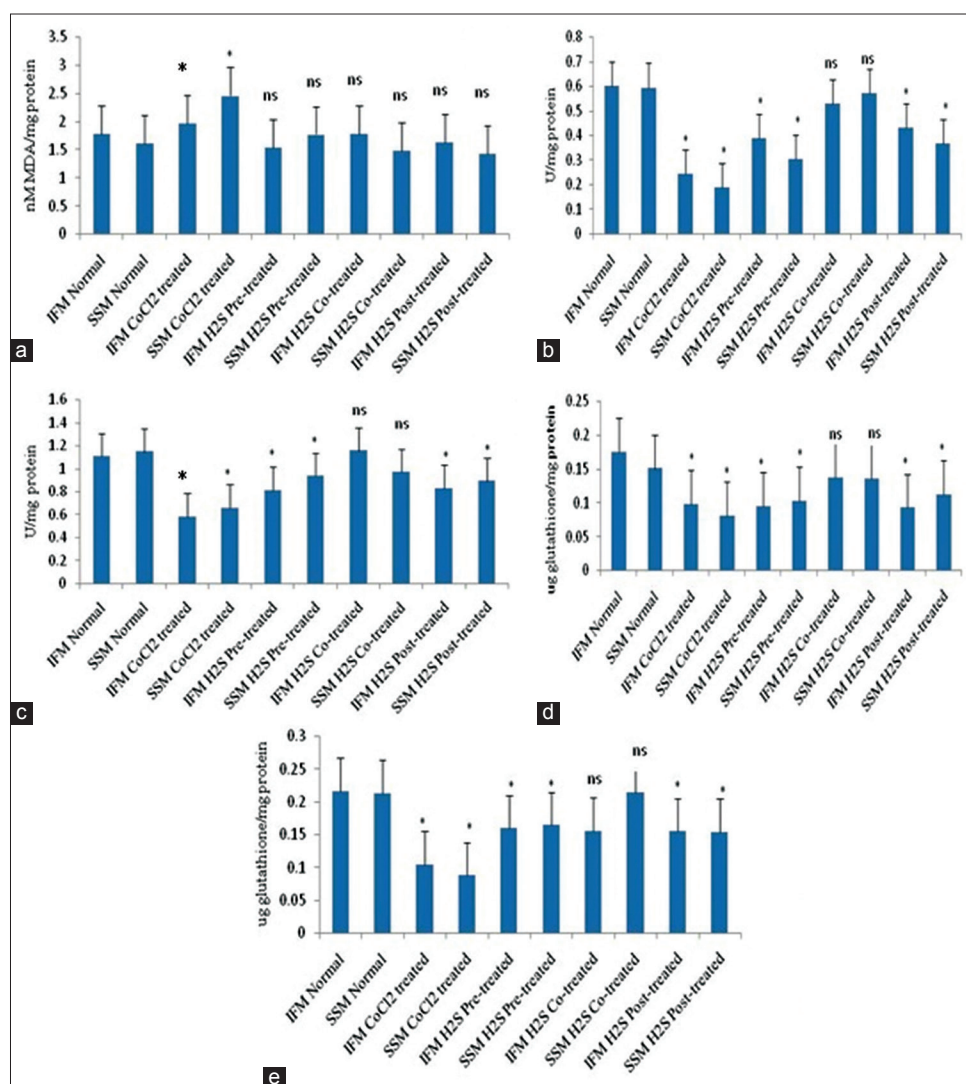 nM MDA/mg protein
3.5
3
2.5
2
1.5
1
0.5
0
*
*
ns
ns
ns
ns
ns
ns
IFM Normal
SSM Normal
IFM CoCl2 treated
SSM CoCl2 treated
IFM H2S Pre-treated
SSM H2S Pre-treated
IFM H2S Co-treated
SSM H2S Co-treated
IFM H2S Post-treated
SSM H2S Post-treated
a
U/mg protein
0.8
0.7
0.6
0.5
0.4
0.3
0.2
0.1
0
*
*
*
*
ns
ns
*
*
IFM Normal
SSM Normal
IFM CoCl2 treated
SSM CoCl2 treated
IFM H2S Pre-treated
SSM H2S Pre-treated
IFM H2S Co-treated
SSM H2S Co-treated
IFM H2S Post-treated
SSM H2S Post-treated
b
U/mg protein
1.6
1.4
1.2
1
0.8
0.6
0.4
0.2
0
*
*
*
*
ns
ns
*
*
IFM Normal
SSM Normal
IFM CoCl2 treated
SSM CoCl2 treated
IFM H2S Pre-treated
SSM H2S Pre-treated
IFM H2S Co-treated
SSM H2S Co-treated
IFM H2S Post-treated
SSM H2S Post-treated
c
ug glutathione/mg protein
0.25
0.2
0.15
0.1
0.05
0
*
*
*
*
ns
ns
*
*
IFM Normal
SSM Normal
IFM CoCl2 treated
SSM CoCl2 treated
IFM H2S Pre-treated
SSM H2S Pre-treated
IFM H2S Co-treated
SSM H2S Co-treated
IFM H2S Post-treated
SSM H2S Post-treated
d
ug glutathione/mg protein
0.3
0.25
0.2
0.15
0.1
0.05
0
*
*
*
*
ns
ns
*
*
IFM Normal
SSM Normal
IFM CoCl2 treated
SSM CoCl2 treated
IFM H2S Pre-treated
SSM H2S Pre-treated
IFM H2S Co-treated
SSM H2S Co-treated
IFM H2S Post-treated
SSM H2S Post-treated
e